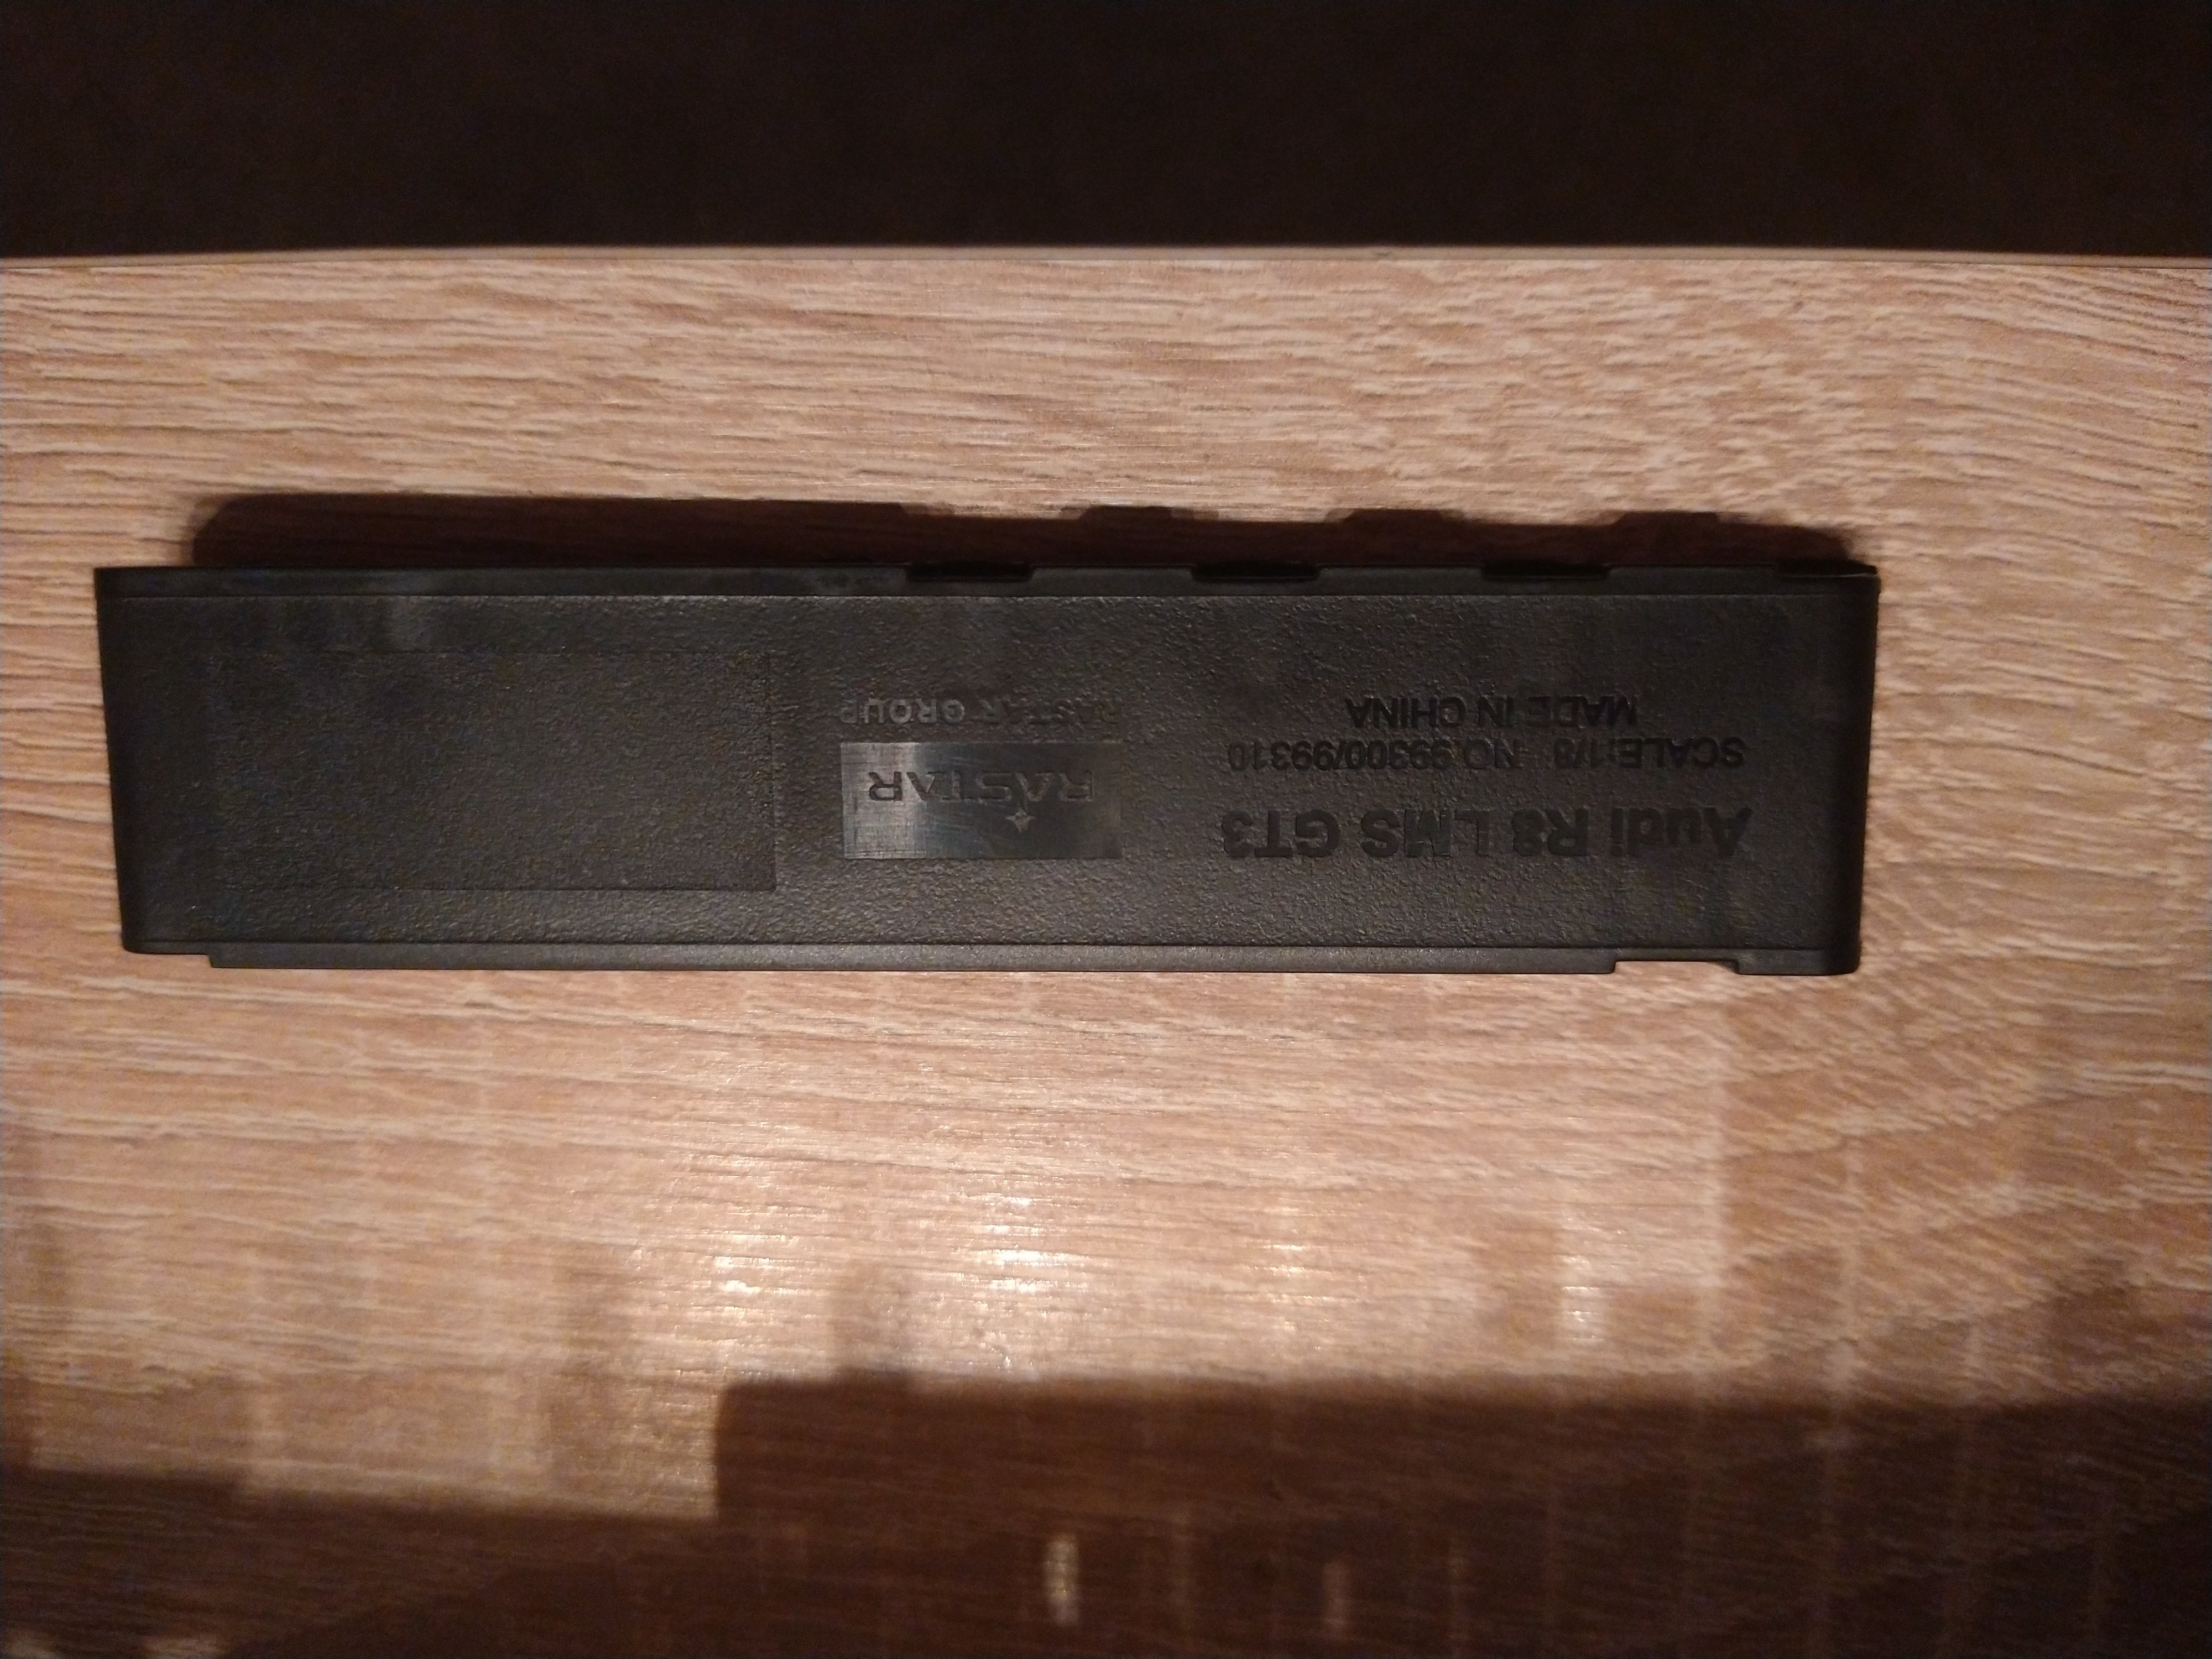 Audi R8 LMS GT3
SCALE:1/8 NO.99300/99310
MADE IN CHINA
RASTAR
RASTAR GROUP